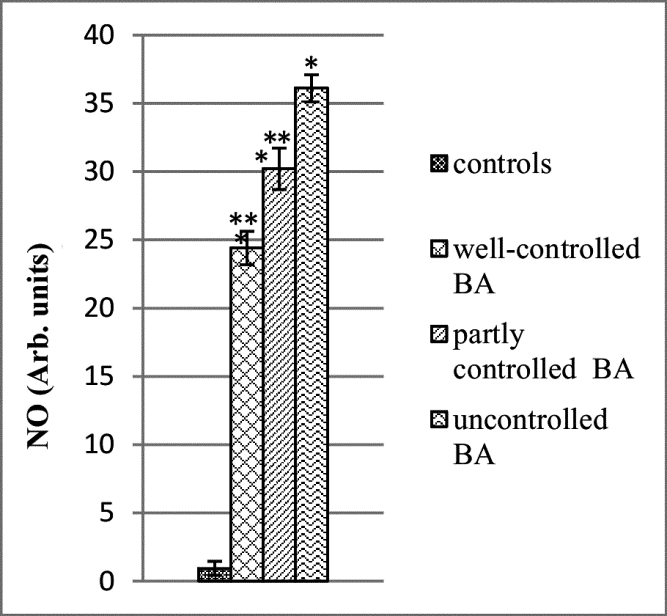 40
35
30
25
20
15
10
5
0
NO (Arb. units)
*
**
*
**
*
controls
well-controlled
BA
partly
controlled BA
uncontrolled
BA